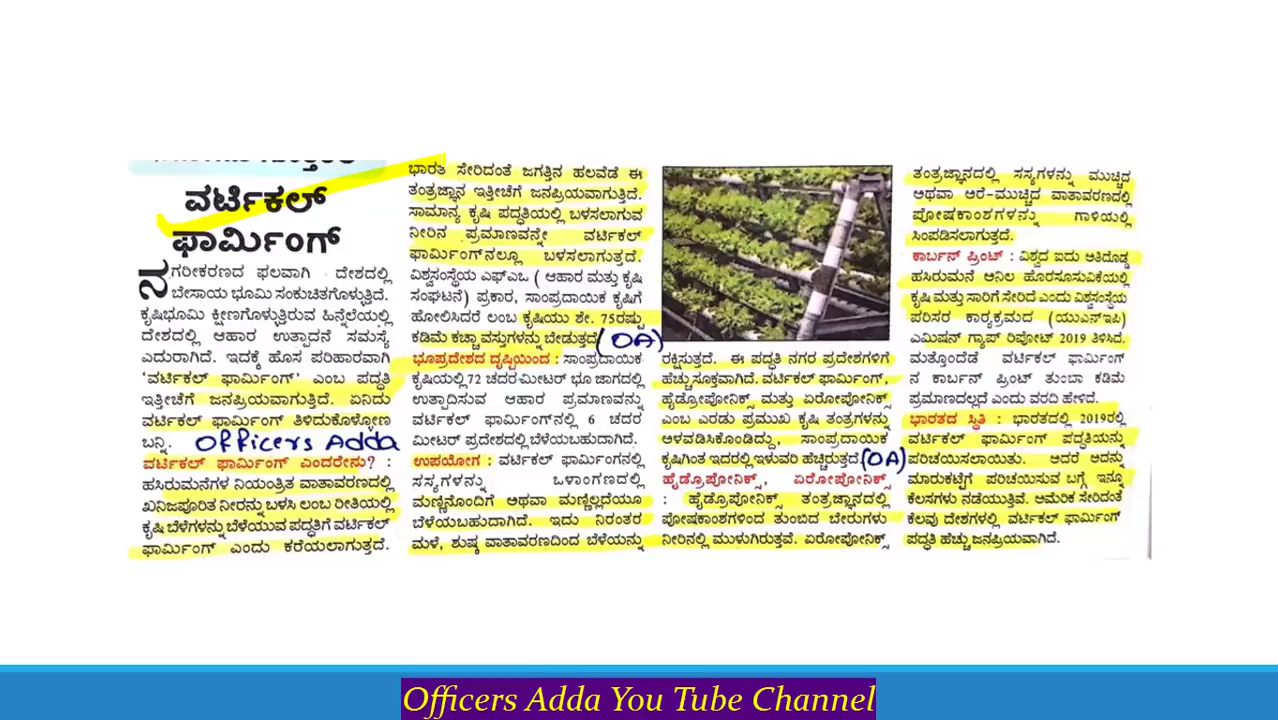 ವರ್ಟಿಕಲ್
ಫಾರ್ಮಿಂಗ್
ನಗರೀಕರಣದ ಫಲವಾಗಿ ದೇಶದಲ್ಲಿ
ಬೇಸಾಯ ಭೂಮಿ ಸಂಕುಚಿತಗೊಳ್ಳುತ್ತಿದೆ.
ಕೃಷಿಭೂಮಿ ಕ್ಷೀಣಗೊಳ್ಳುತ್ತಿರುವ ಹಿನ್ನೆಲೆಯಲ್ಲಿ
ದೇಶದಲ್ಲಿ ಆಹಾರ ಉತ್ಪಾದನೆ ಸಮಸ್ಯೆ
ಎದುರಾಗಿದೆ. ಇದಕ್ಕೆ ಹೊಸ ಪರಿಹಾರವಾಗಿ
'ವರ್ಟಿಕಲ್ ಫಾರ್ಮಿಂಗ್' ಎಂಬ ಪದ್ಧತಿ
ಇತ್ತೀಚೆಗೆ ಜನಪ್ರಿಯವಾಗುತ್ತಿದೆ. ಏನಿದು
ವರ್ಟಿಕಲ್ ಫಾರ್ಮಿಂಗ್ ತಿಳಿದುಕೊಳ್ಳೋಣ
ಬನ್ನಿ. Officers Adda
ವರ್ಟಿಕಲ್ ಫಾರ್ಮಿಂಗ್ ಎಂದರೇನು? :
ಹಸಿರುಮನೆಗಳ ನಿಯಂತ್ರಿತ ವಾತಾವರಣದಲ್ಲಿ
ಖನಿಜಪೂರಿತ ನೀರನ್ನು ಬಳಸಿ ಲಂಬ ರೀತಿಯಲ್ಲಿ
ಕೃಷಿ ಬೆಳೆಗಳನ್ನು ಬೆಳೆಯುವ ಪದ್ಧತಿಗೆ ವರ್ಟಿಕಲ್
ಫಾರ್ಮಿಂಗ್ ಎಂದು ಕರೆಯಲಾಗುತ್ತದೆ.
ಭಾರತ ಸೇರಿದಂತೆ ಜಗತ್ತಿನ ಹಲವೆಡೆ ಈ
ತಂತ್ರಜ್ಞಾನ ಇತ್ತೀಚೆಗೆ ಜನಪ್ರಿಯವಾಗುತ್ತಿದೆ.
ಸಾಮಾನ್ಯ ಕೃಷಿ ಪದ್ಧತಿಯಲ್ಲಿ ಬಳಸಲಾಗುವ
ನೀರಿನ ಪ್ರಮಾಣವನ್ನೇ ವರ್ಟಿಕಲ್
ಫಾರ್ಮಿಂಗ್‌ನಲ್ಲೂ ಬಳಸಲಾಗುತ್ತದೆ.
ವಿಶ್ವಸಂಸ್ಥೆಯ ಎಫ್ಎಒ ( ಆಹಾರ ಮತ್ತು ಕೃಷಿ
ಸಂಘಟನೆ) ಪ್ರಕಾರ, ಸಾಂಪ್ರದಾಯಿಕ ಕೃಷಿಗೆ
ಹೋಲಿಸಿದರೆ ಲಂಬ ಕೃಷಿಯು ಶೇ. 75ರಷ್ಟು
ಕಡಿಮೆ ಕಚ್ಚಾ ವಸ್ತುಗಳನ್ನು ಬೇಡುತ್ತದೆ (OA)
ಭೂಪ್ರದೇಶದ ದೃಷ್ಟಿಯಿಂದ : ಸಾಂಪ್ರದಾಯಿಕ
ಕೃಷಿಯಲ್ಲಿ 72 ಚದರ ಮೀಟರ್ ಭೂ ಜಾಗದಲ್ಲಿ
ಉತ್ಪಾದಿಸುವ ಆಹಾರ ಪ್ರಮಾಣವನ್ನು
ವರ್ಟಿಕಲ್ ಫಾರ್ಮಿಂಗ್‌ನಲ್ಲಿ 6 ಚದರ
ಮೀಟರ್ ಪ್ರದೇಶದಲ್ಲಿ ಬೆಳೆಯಬಹುದಾಗಿದೆ.
ಉಪಯೋಗ : ವರ್ಟಿಕಲ್ ಫಾರ್ಮಿಂಗನಲ್ಲಿ
ಸಸ್ಯಗಳನ್ನು ಒಳಾಂಗಣದಲ್ಲಿ
ಮಣ್ಣಿನೊಂದಿಗೆ ಅಥವಾ ಮಣ್ಣಿಲ್ಲದೆಯೂ
ಬೆಳೆಯಬಹುದಾಗಿದೆ. ಇದು ನಿರಂತರ
ಮಳೆ, ಶುಷ್ಕ ವಾತಾವರಣದಿಂದ ಬೆಳೆಯನ್ನು
ರಕ್ಷಿಸುತ್ತದೆ. ಈ ಪದ್ಧತಿ ನಗರ ಪ್ರದೇಶಗಳಿಗೆ
ಹೆಚ್ಚು ಸೂಕ್ತವಾಗಿದೆ. ವರ್ಟಿಕಲ್ ಫಾರ್ಮಿಂಗ್,
ಹೈಡ್ರೋಪೋನಿಕ್ಸ್ ಮತ್ತು ಏರೋಪೋನಿಕ್ಸ್
ಎಂಬ ಎರಡು ಪ್ರಮುಖ ಕೃಷಿ ತಂತ್ರಗಳನ್ನು
ಅಳವಡಿಸಿಕೊಂಡಿದ್ದು, ಸಾಂಪ್ರದಾಯಿಕ
ಕೃಷಿಗಿಂತ ಇದರಲ್ಲಿ ಇಳುವರಿ ಹೆಚ್ಚಿರುತ್ತದೆ. (OA)
ಹೈಡ್ರೊಪೋನಿಕ್ಸ್, ಏರೋಪೋನಿಕ್ಸ್
: ಹೈಡ್ರೊಪೋನಿಕ್ಸ್ ತಂತ್ರಜ್ಞಾನದಲ್ಲಿ
ಪೋಷಕಾಂಶಗಳಿಂದ ತುಂಬಿದ ಬೇರುಗಳು
ನೀರಿನಲ್ಲಿ ಮುಳುಗಿರುತ್ತವೆ. ಏರೋಪೋನಿಕ್ಸ್
ತಂತ್ರಜ್ಞಾನದಲ್ಲಿ ಸಸ್ಯಗಳನ್ನು ಮುಚ್ಚಿದ
ಅಥವಾ ಅರೆ-ಮುಚ್ಚಿದ ವಾತಾವರಣದಲ್ಲಿ
ಪೋಷಕಾಂಶಗಳನ್ನು ಗಾಳಿಯಲ್ಲಿ
ಸಿಂಪಡಿಸಲಾಗುತ್ತದೆ.
ಕಾರ್ಬನ್ ಪ್ರಿಂಟ್ : ವಿಶ್ವದ ಐದು ಅತಿದೊಡ್ಡ
ಹಸಿರುಮನೆ ಅನಿಲ ಹೊರಸೂಸುವಿಕೆಯಲ್ಲಿ
ಕೃಷಿ ಮತ್ತು ಸಾರಿಗೆ ಸೇರಿದೆ ಎಂದು ವಿಶ್ವಸಂಸ್ಥೆಯ
ಪರಿಸರ ಕಾರ್ಯಕ್ರಮದ (ಯುಎನ್ಇಪಿ)
ಎಮಿಷನ್ ಗ್ಯಾಪ್ ರಿಪೋರ್ಟ್ 2019 ತಿಳಿಸಿದೆ.
ಮತ್ತೊಂದೆಡೆ ವರ್ಟಿಕಲ್ ಫಾರ್ಮಿಂಗ್
ನ ಕಾರ್ಬನ್ ಪ್ರಿಂಟ್ ತುಂಬಾ ಕಡಿಮೆ
ಪ್ರಮಾಣದಲ್ಲದೆ ಎಂದು ವರದಿ ಹೇಳಿದೆ.
ಭಾರತದ ಸ್ಥಿತಿ : ಭಾರತದಲ್ಲಿ 2019ರಲ್ಲಿ
ವರ್ಟಿಕಲ್ ಫಾರ್ಮಿಂಗ್ ಪದ್ಧತಿಯನ್ನು
ಪರಿಚಯಿಸಲಾಯಿತು. ಆದರೆ ಅದನ್ನು
ಮಾರುಕಟ್ಟೆಗೆ ಪರಿಚಯಿಸುವ ಬಗ್ಗೆ ಇನ್ನೂ
ಕೆಲಸಗಳು ನಡೆಯುತ್ತಿವೆ. ಅಮೆರಿಕ ಸೇರಿದಂತೆ
ಕೆಲವು ದೇಶಗಳಲ್ಲಿ ವರ್ಟಿಕಲ್ ಫಾರ್ಮಿಂಗ್
ಪದ್ಧತಿ ಹೆಚ್ಚು ಜನಪ್ರಿಯವಾಗಿದೆ.
Officers Adda You Tube Channel